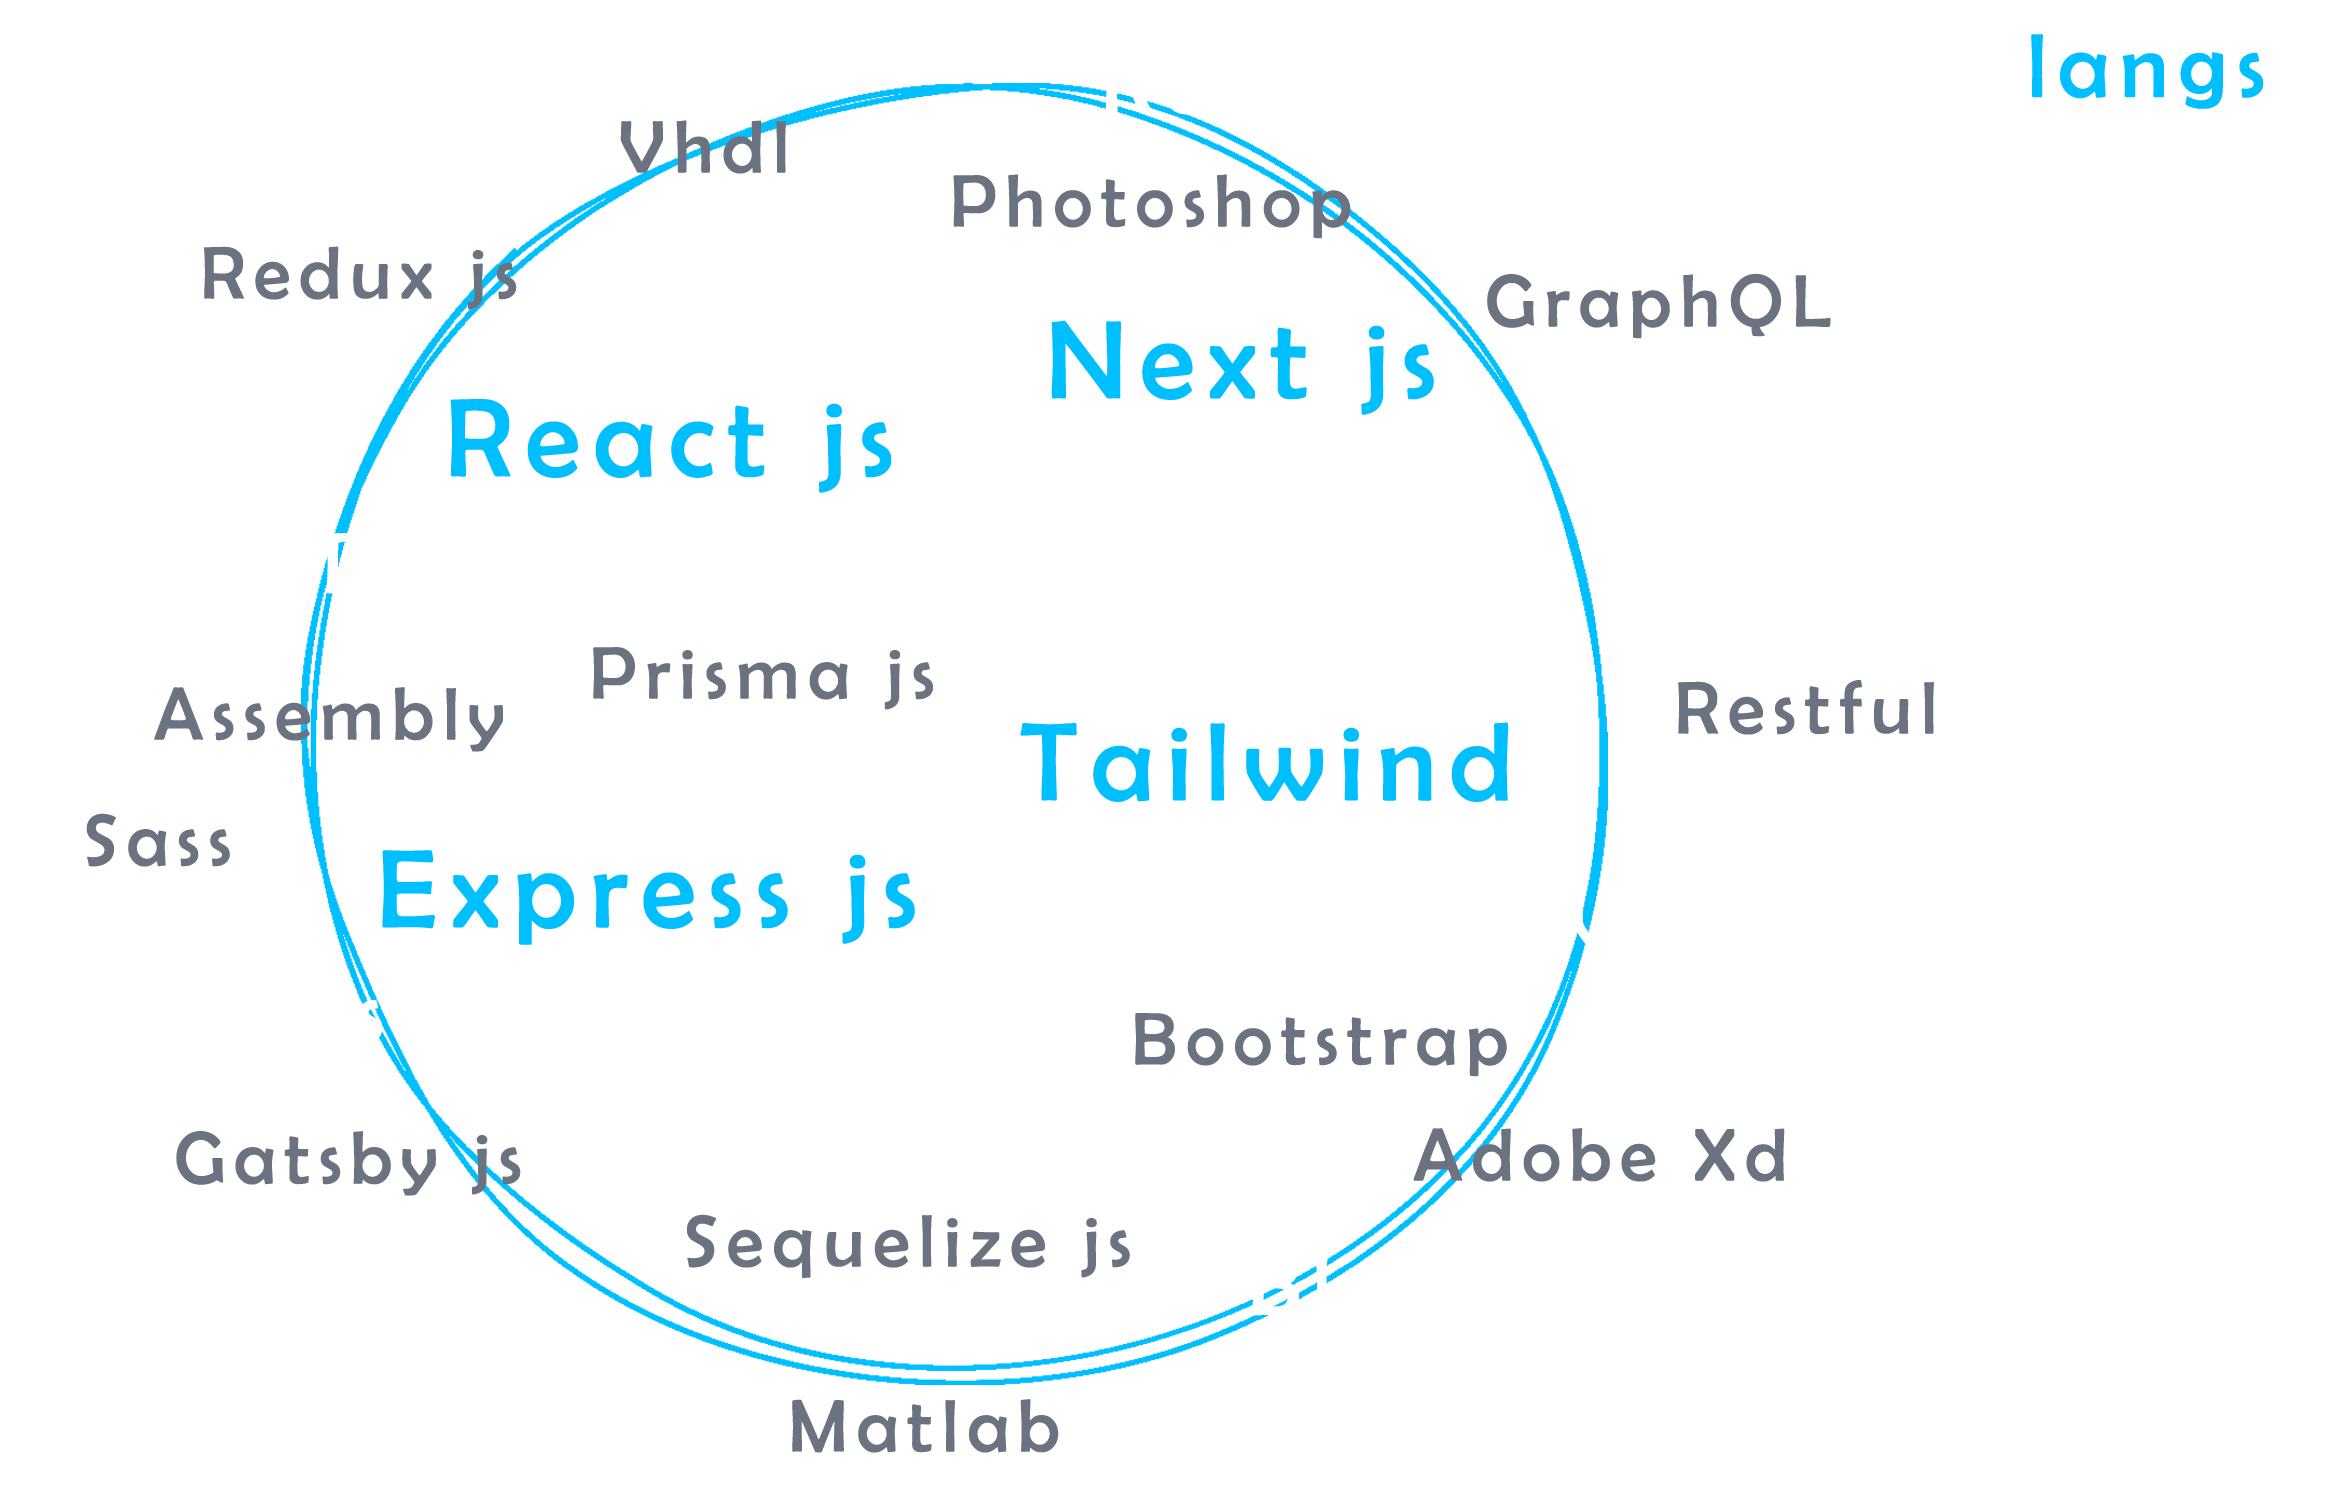 langs
Vhdl
Photoshop
Redux js
GraphQL
Next js
React js
Prisma js
Assembly
Restful
Tailwind
Sass
Express js
Bootstrap
Gatsby js
Adobe Xd
Sequelize js
Matlab